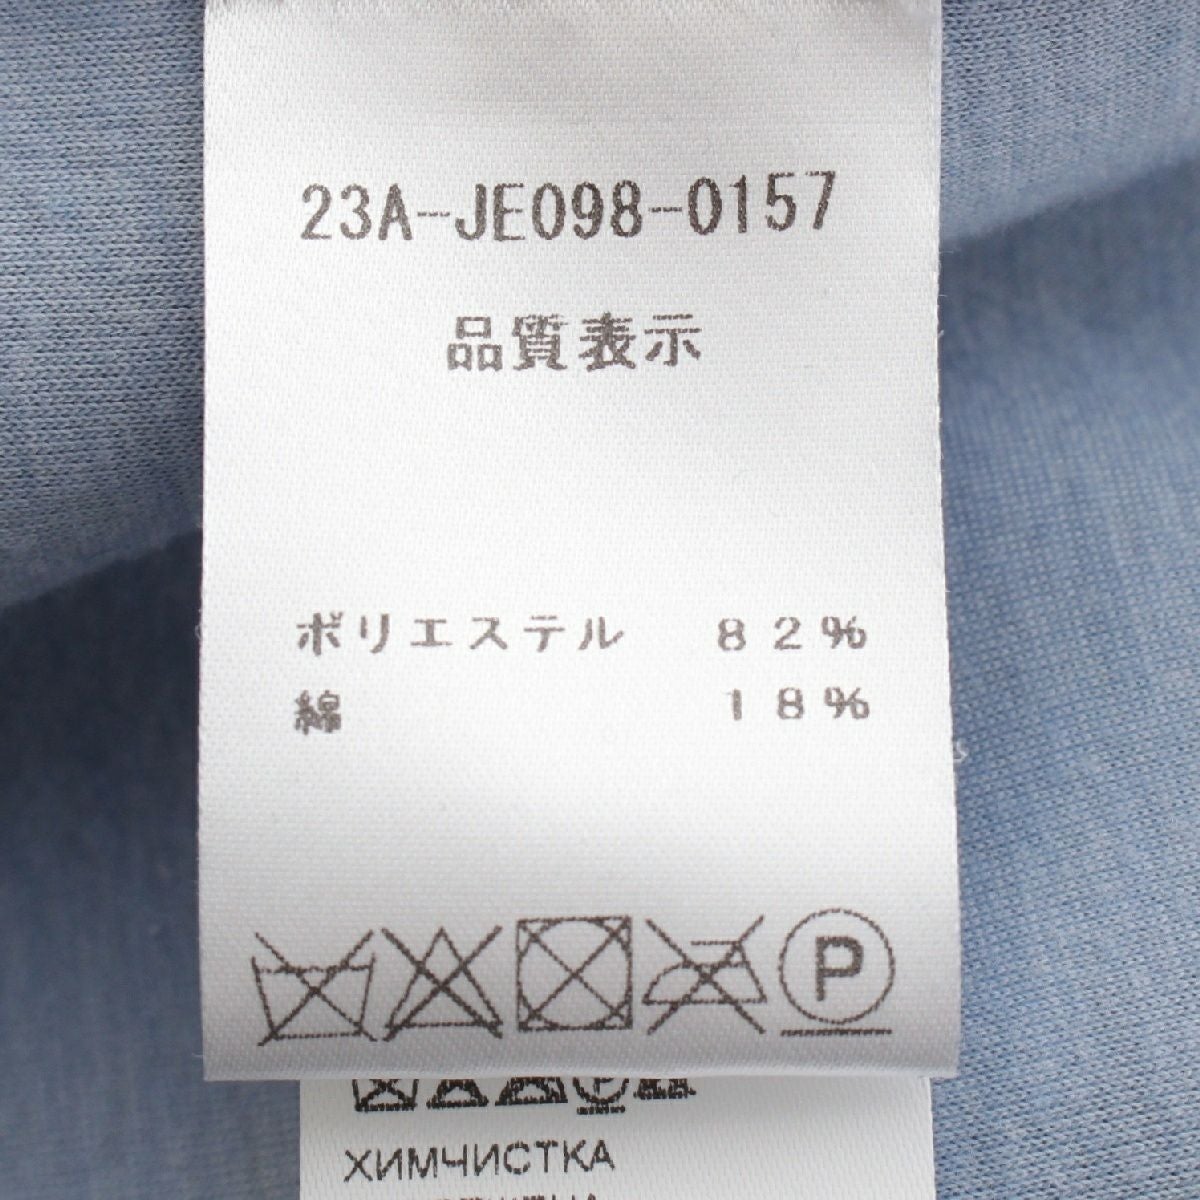 23A-JE098-0157
品質表示
ポリエステル 82%
綿 18%
P
ХИМЧИСТКА